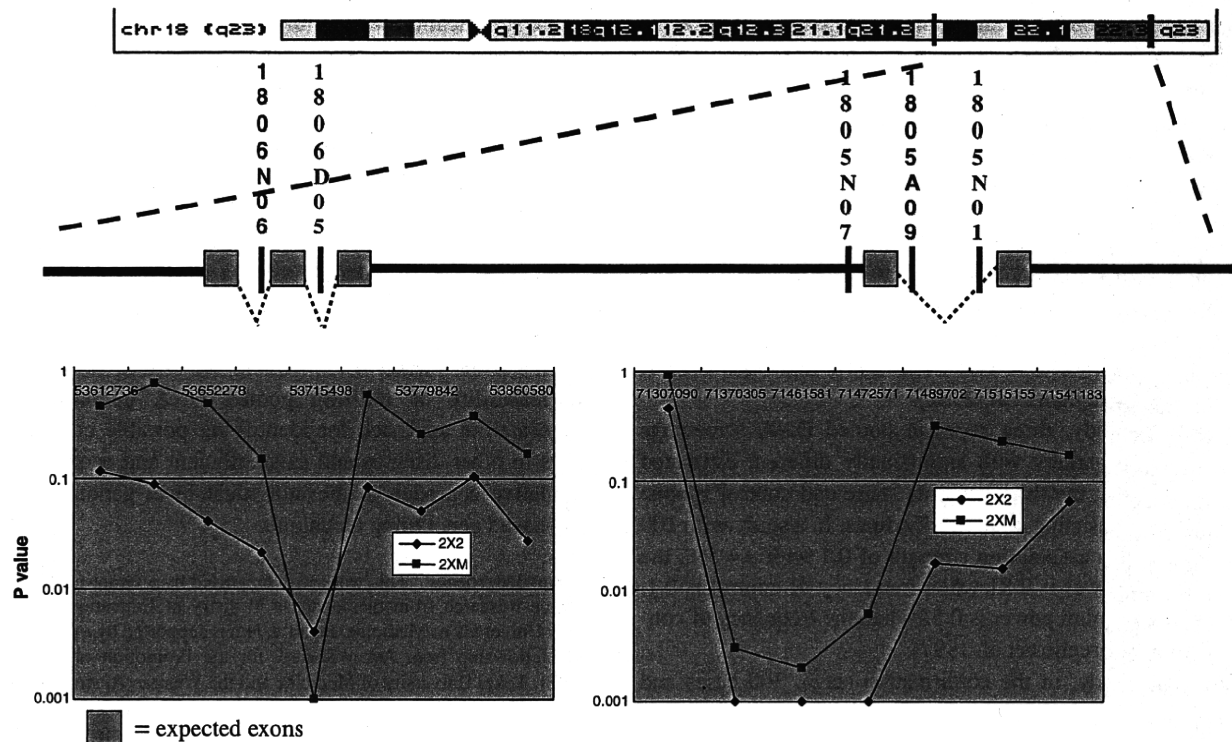 chr18 (q23) q11.2 18q12.1 12.2 q12.3 21.1 q21.2 22.1 22.3 q23
1806N06
1806D05
1805N07
1805A09
1805N01
1
53612736 53652278 53715498 53779842 53860580
0.1
0.01
0.001
P value
2X2
2XM
1
71307090 71370305 71461581 71472571 71489702 71515155 71541183
0.1
0.01
0.001
2X2
2XM
= expected exons